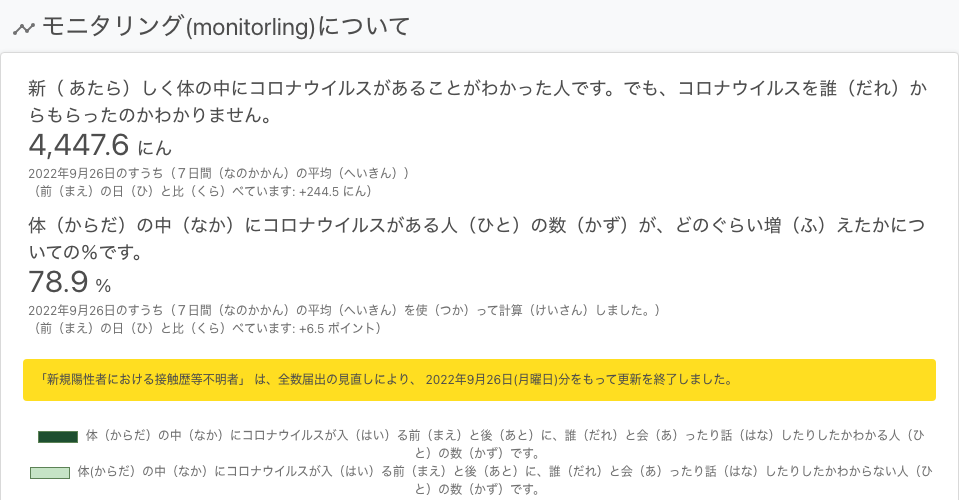 モニタリング(monitorling)について
新（ あたら）しく体の中にコロナウイルスがあることがわかった人です。でも、コロナウイルスを誰（だれ）か
らもらったのかわかりません。
4,447.6 にん
2022年9月26日のすうち（７日間（なのかかん）の平均（へいきん））
（前（まえ）の日（ひ）と比（くら）べています: +244.5 にん）
体（からだ）の中（なか）にコロナウイルスがある人（ひと）の数（かず）が、どのぐらい増（ふ）えたかにつ
いての%です。
78.9 %
2022年9月26日のすうち（７日間（なのかかん）の平均（へいきん）を使（つか）って計算（けいさん）しました。）
（前（まえ）の日（ひ）と比（くら）べています: +6.5 ポイント）
「新規陽性者における接触歴等不明者」 は、全数届出の見直しにより、 2022年9月26日(月曜日)分をもって更新を終了しました。
体（からだ）の中（なか）にコロナウイルスが入（はい）る前（まえ）と後（あと）に、誰（だれ）と会（あ）ったり話（はな）したりしたかわかる人（ひ
と）の数（かず）です。
体(からだ）の中（なか）にコロナウイルスが入（はい）る前（まえ）と後（あと）に、誰（だれ）と会（あ）ったり話（はな）したりしたかわからない人（ひ
と）の数（かず）です。